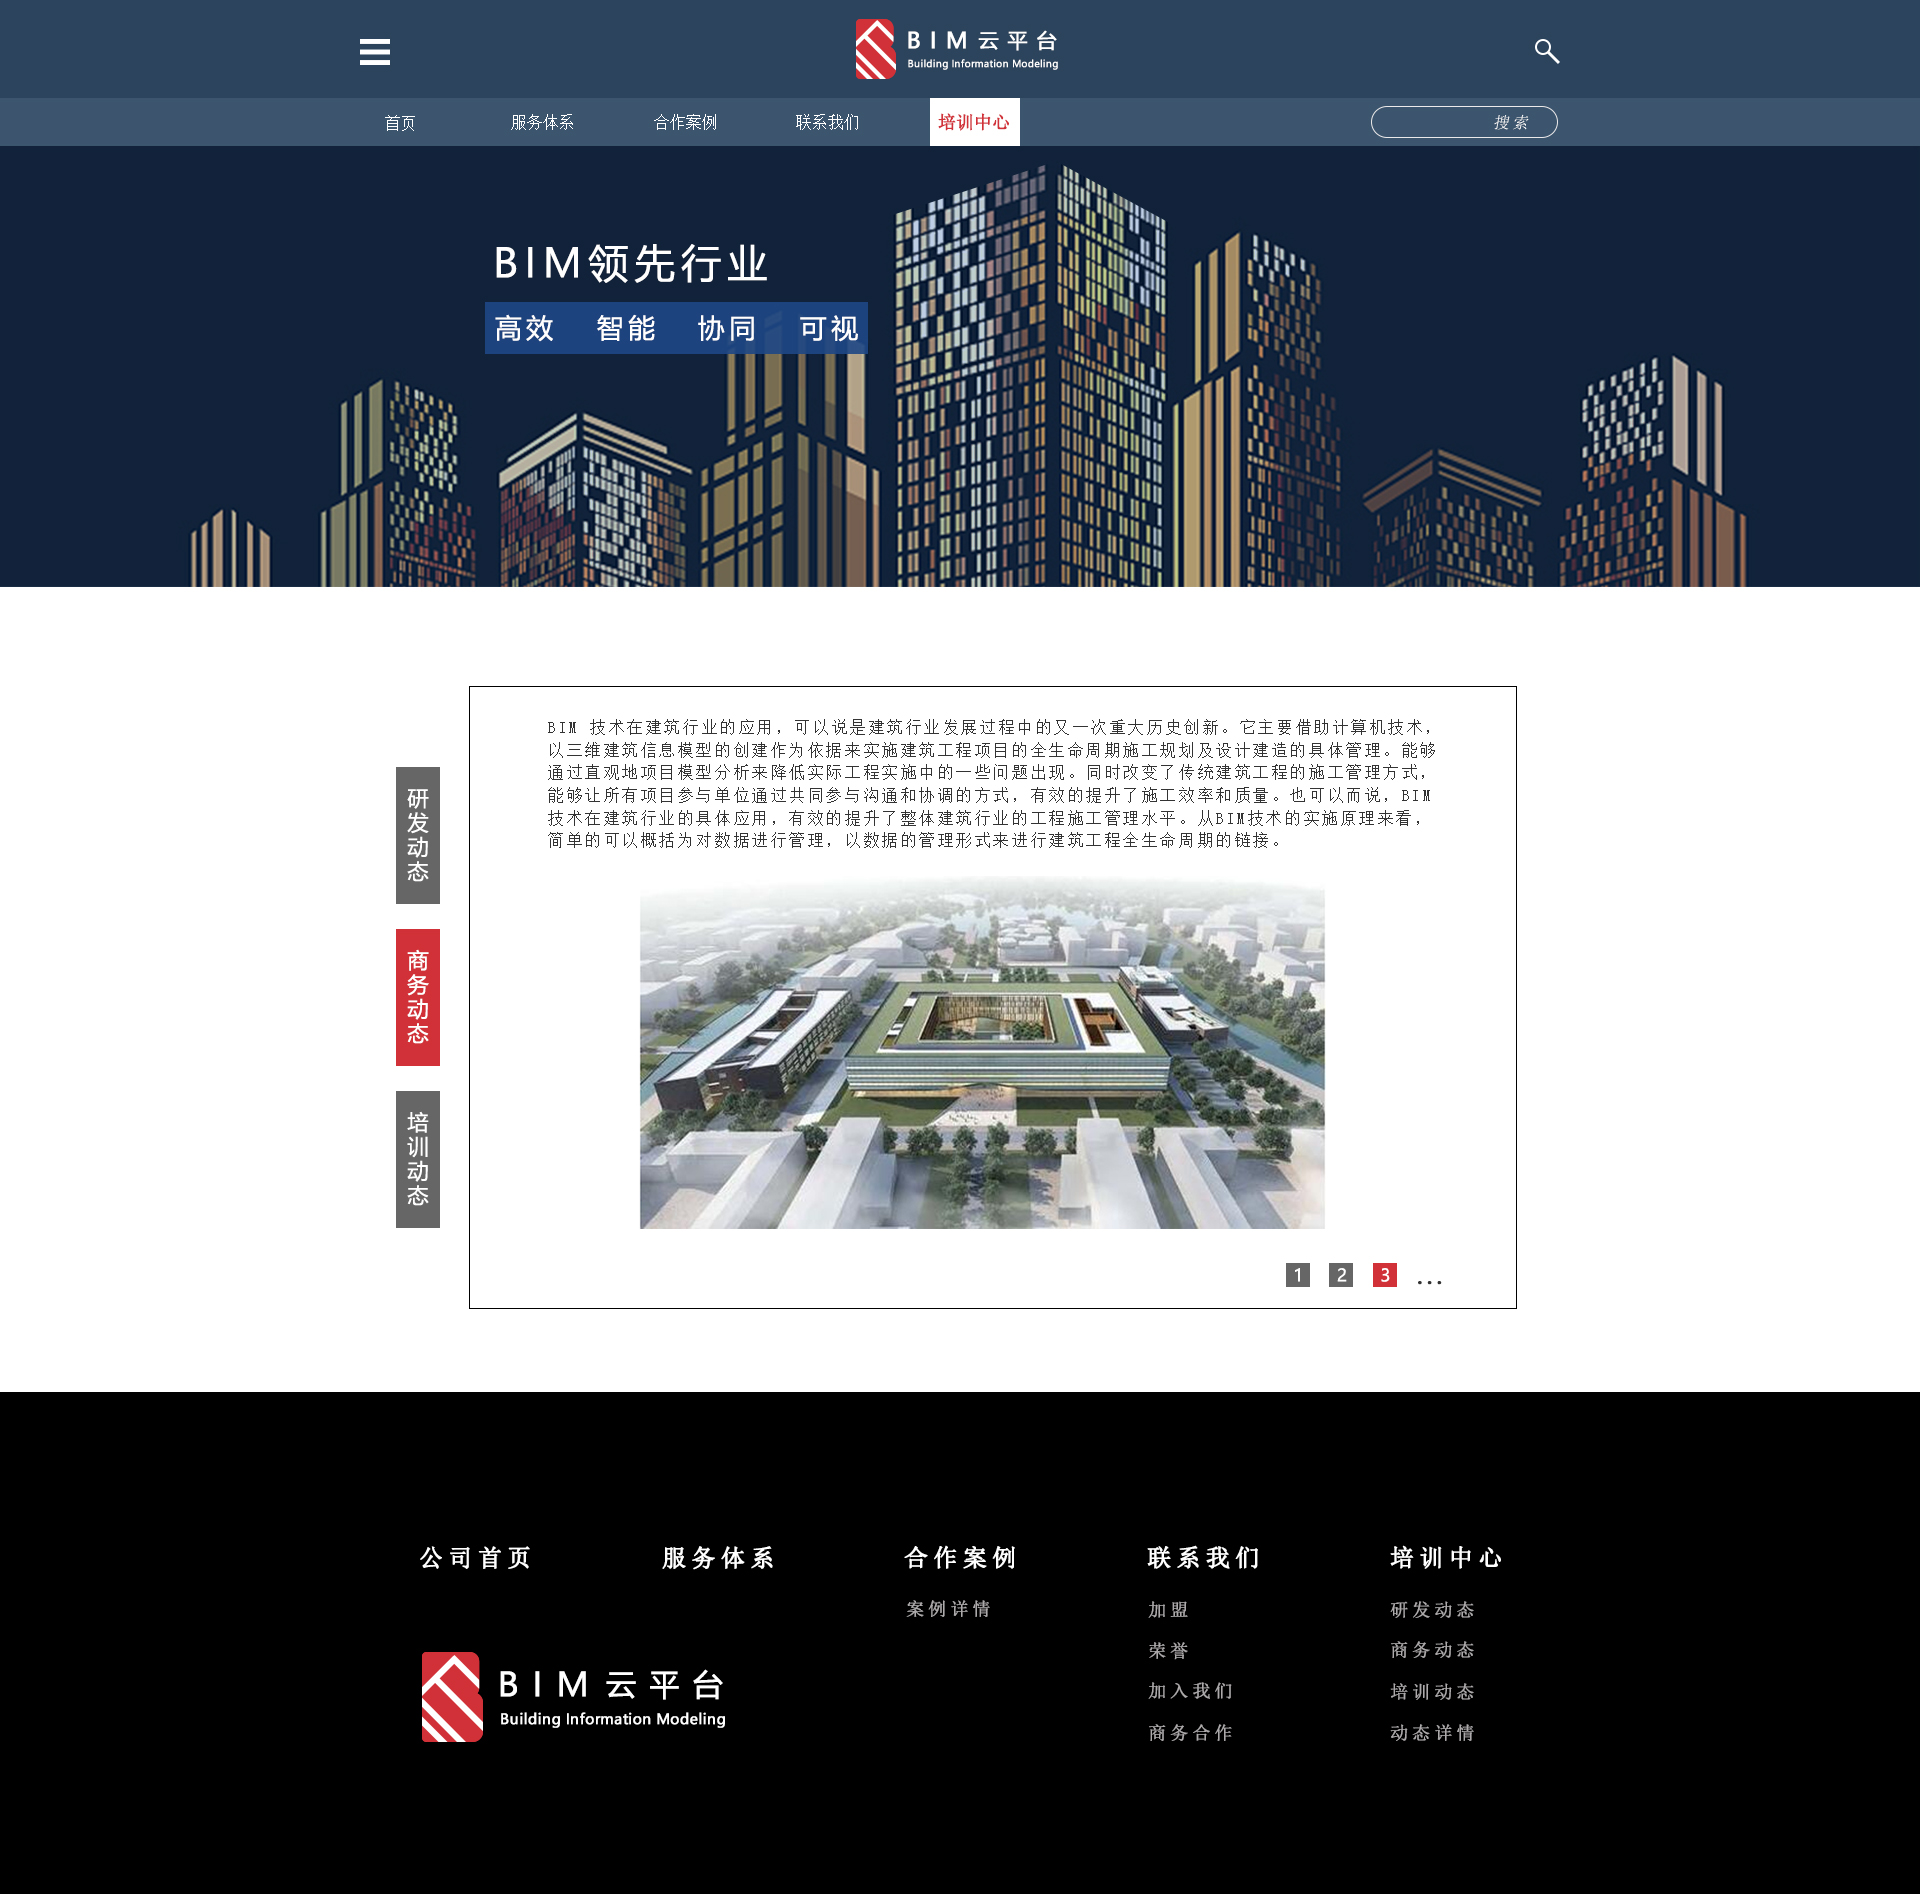 BIM云平台
Building Information Modeling
首页 服务体系 合作案例 联系我们 培训中心 搜索
BIM领先行业
高效 智能 协同 可视
BIM 技术在建筑行业的应用，可以说是建筑行业发展过程中的又一次重大历史创新。它主要借助计算机技术，
以三维建筑信息模型的创建作为依据来实施建筑工程项目的全生命周期施工规划及设计建造的具体管理。能够
通过直观地项目模型分析来降低实际工程实施中的一些问题出现。同时改变了传统建筑工程的施工管理方式，
能够让所有项目参与单位通过共同参与沟通和协调的方式，有效的提升了施工效率和质量。也可以而说，BIM
技术在建筑行业的具体应用，有效的提升了整体建筑行业的工程施工管理水平。从BIM技术的实施原理来看，
简单的可以概括为对数据进行管理，以数据的管理形式来进行建筑工程全生命周期的链接。
研发动态
商务动态
培训动态
1 2 3 ...
公司首页 服务体系 合作案例 联系我们 培训中心
案例详情 加盟 研发动态
荣誉 商务动态
加入我们 培训动态
商务合作 动态详情
BIM云平台
Building Information Modeling